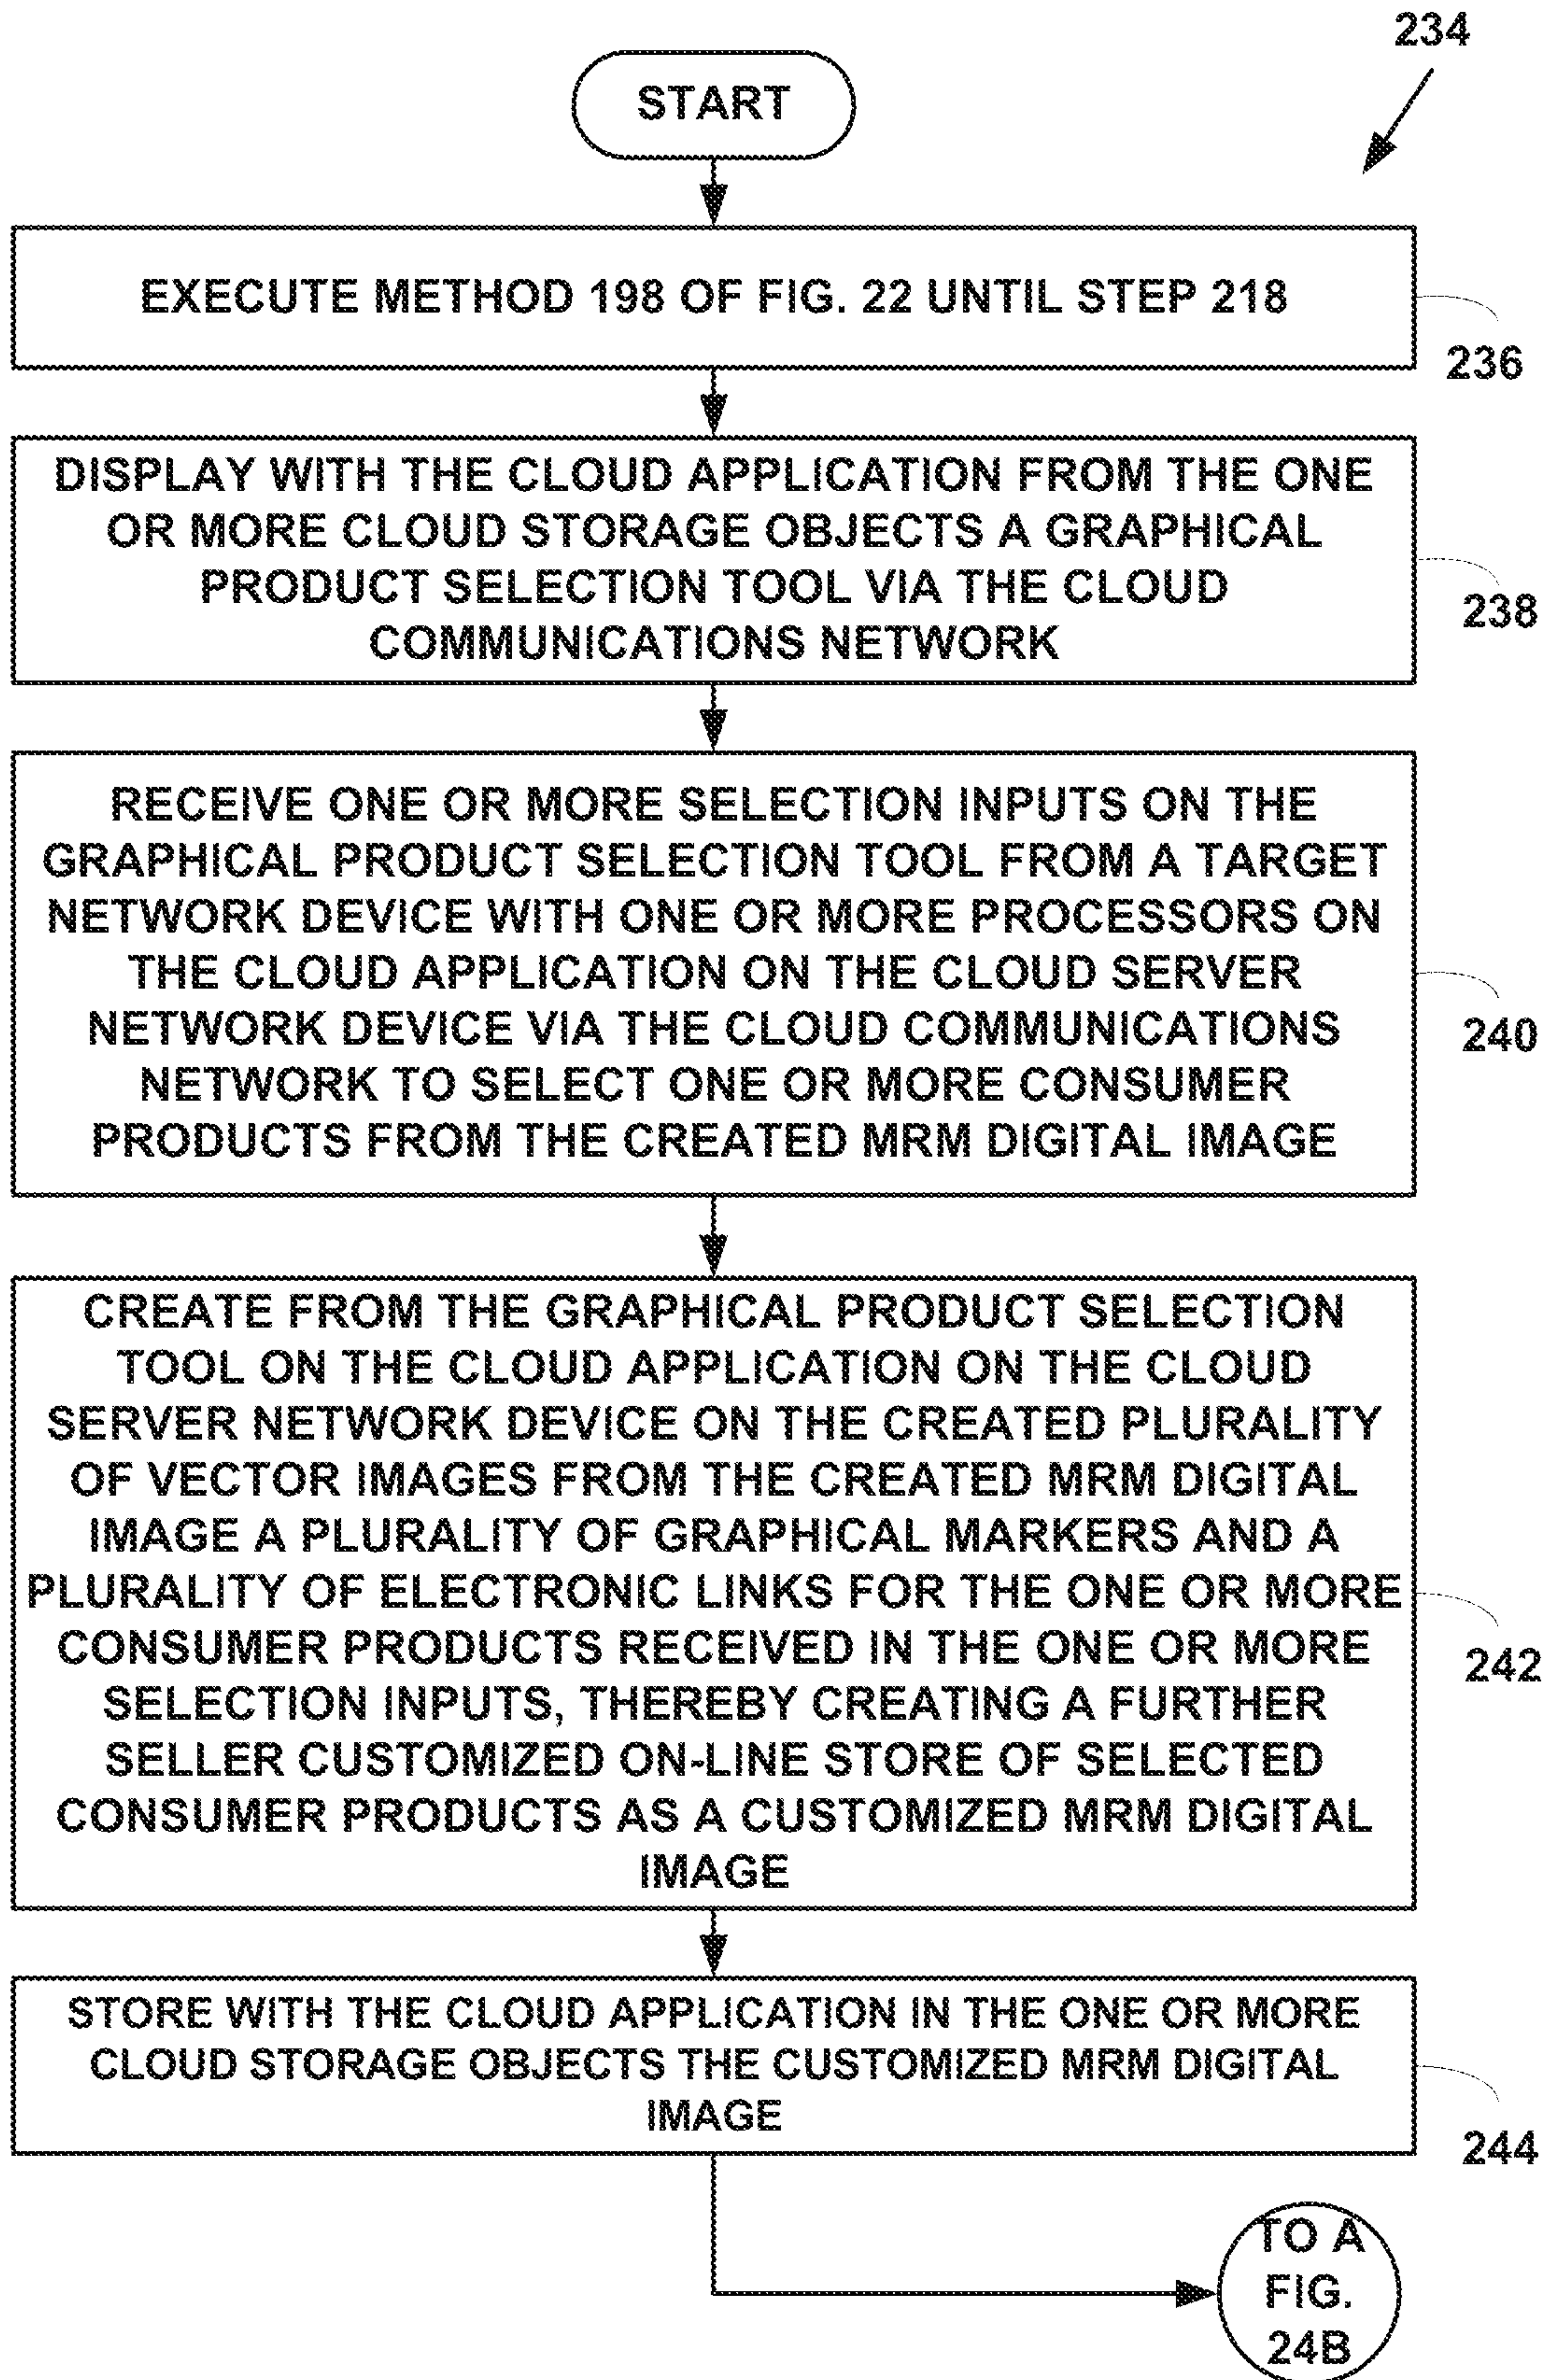 234
START
EXECUTE METHOD 198 OF FIG. 22 UNTIL STEP 218
236
DISPLAY WITH THE CLOUD APPLICATION FROM THE ONE
OR MORE CLOUD STORAGE OBJECTS A GRAPHICAL
PRODUCT SELECTION TOOL VIA THE CLOUD
COMMUNICATIONS NETWORK
238
RECEIVE ONE OR MORE SELECTION INPUTS ON THE
GRAPHICAL PRODUCT SELECTION TOOL FROM A TARGET
NETWORK DEVICE WITH ONE OR MORE PROCESSORS ON
THE CLOUD APPLICATION ON THE CLOUD SERVER
NETWORK DEVICE VIA THE CLOUD COMMUNICATIONS
NETWORK TO SELECT ONE OR MORE CONSUMER
PRODUCTS FROM THE CREATED MRM DIGITAL IMAGE
240
CREATE FROM THE GRAPHICAL PRODUCT SELECTION
TOOL ON THE CLOUD APPLICATION ON THE CLOUD
SERVER NETWORK DEVICE ON THE CREATED PLURALITY
OF VECTOR IMAGES FROM THE CREATED MRM DIGITAL
IMAGE A PLURALITY OF GRAPHICAL MARKERS AND A
PLURALITY OF ELECTRONIC LINKS FOR THE ONE OR MORE
CONSUMER PRODUCTS RECEIVED IN THE ONE OR MORE
SELECTION INPUTS, THEREBY CREATING A FURTHER
SELLER CUSTOMIZED ON-LINE STORE OF SELECTED
CONSUMER PRODUCTS AS A CUSTOMIZED MRM DIGITAL
IMAGE
242
STORE WITH THE CLOUD APPLICATION IN THE ONE OR MORE
CLOUD STORAGE OBJECTS THE CUSTOMIZED MRM DIGITAL
IMAGE
244
TO A
FIG.
24B